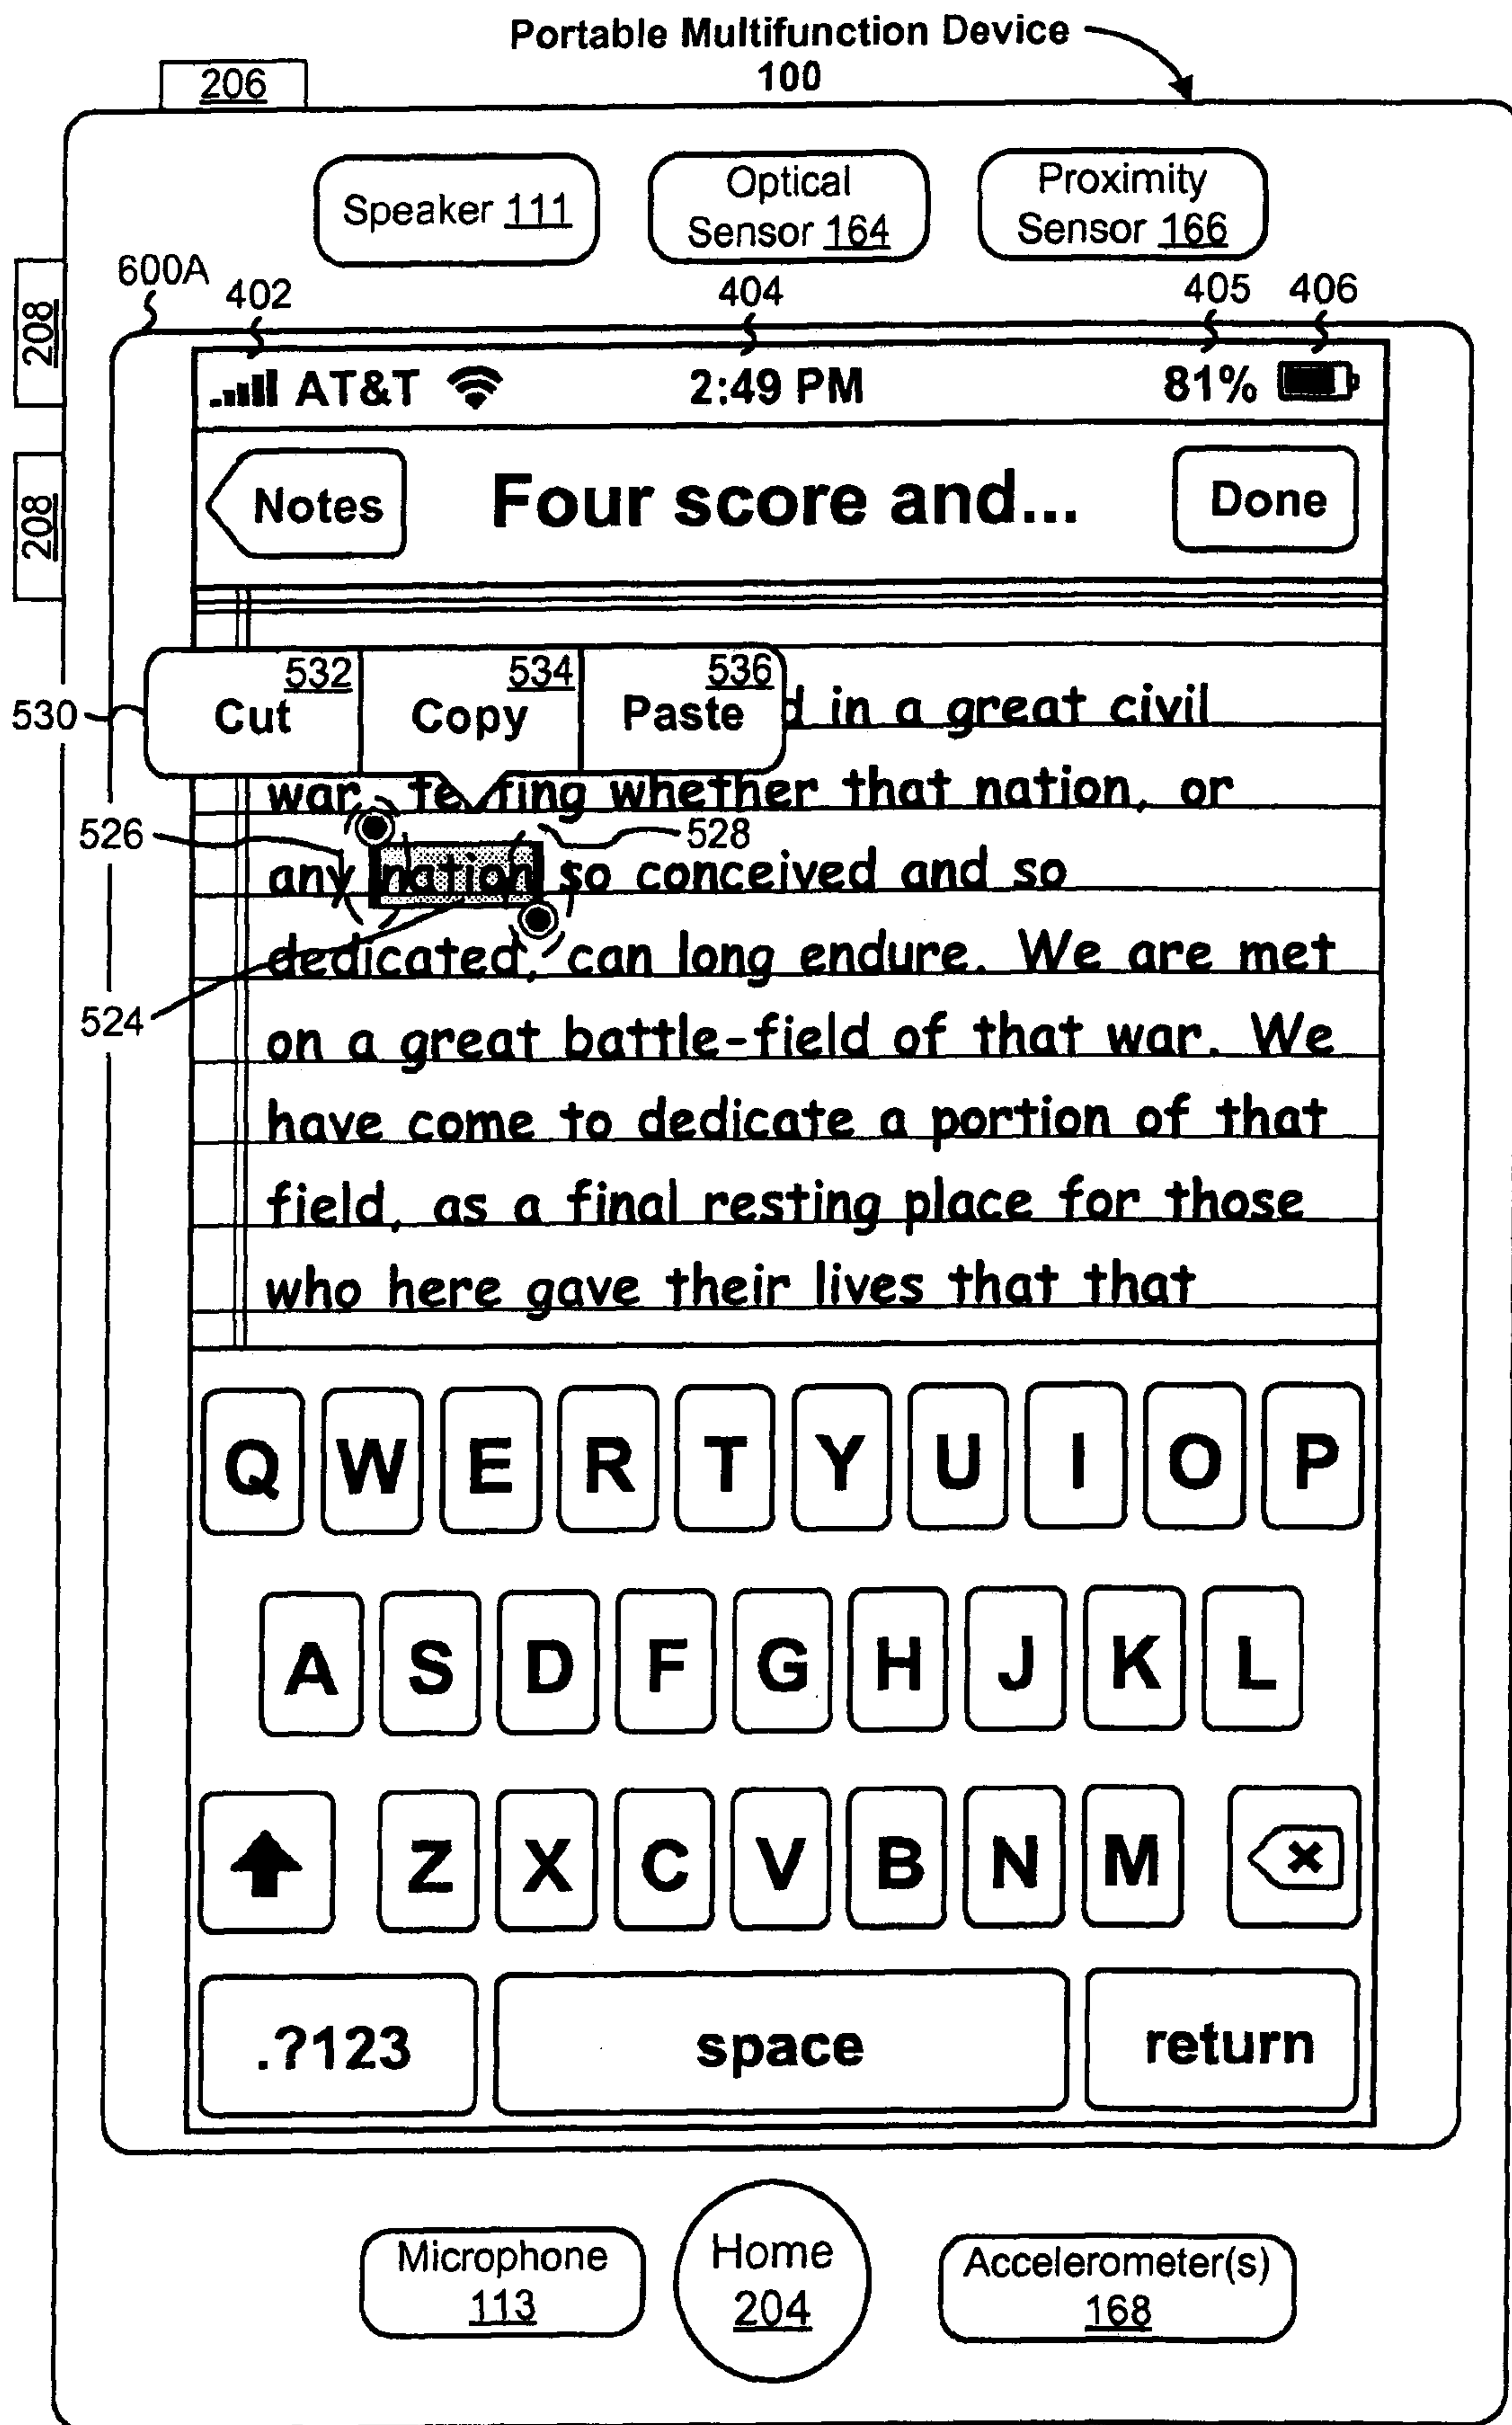 Portable Multifunction Device
100
206
Speaker 111
Optical
Sensor 164
Proximity
Sensor 166
208
208
600A
402
404
405
406
AT&T 2:49 PM 81%
Notes
Four score and...
Done
530
Cut 532
Copy 534
Paste 536
in a great civil
war, whether that nation, or
526
528
any nation so conceived and so
dedicated, can long endure. We are met
524
on a great battle-field of that war. We
have come to dedicate a portion of that
field, as a final resting place for those
who here gave their lives that that
Q W E R T Y U I O P
A S D F G H J K L
Z X C V B N M
.?123 space return
Microphone
113
Home
204
Accelerometer(s)
168